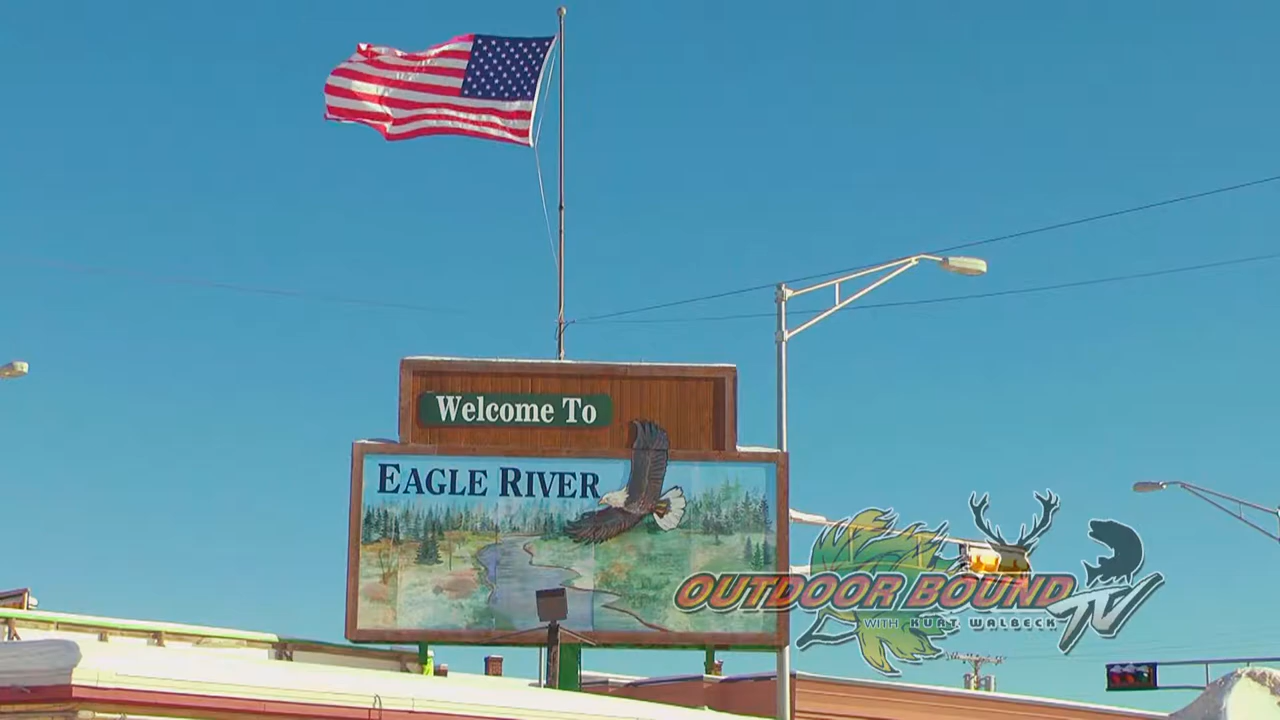 Welcome To
EAGLE RIVER
OUTDOOR BOUND
TV
WITH KURT WALBECK